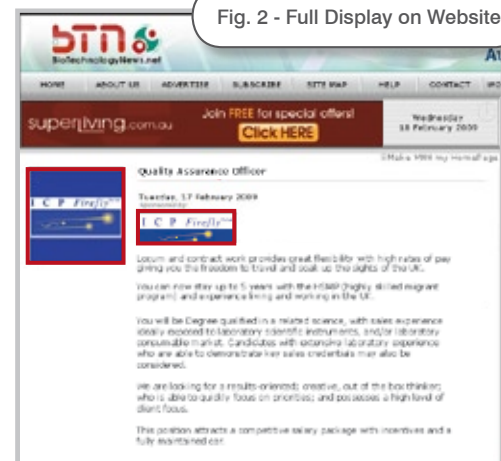 Fig. 2 - Full Display on Website
BTN
BioTechnologyNews.net
HOME ABOUT US ADVERTISE SUBSCRIBE SITE MAP HELP CONTACT
superliving.com.au
Join FREE for special offers!
Click HERE
Wednesday
18 February 2009
Make BTN my Homepage
Quality Assurance Officer
Tuesday, 17 February 2009
I C P Firefly
I C P Firefly
Locum and contract work provides great flexibility with high rates of pay
giving you the freedom to travel and soak up the sights of the UK.
You can now stay up to 5 years with the HSMP (highly skilled migrant
program) and experience living and working in the UK.
You will be Degree qualified in a related science, with sales experience
ideally exposed to laboratory scientific instruments, and/or laboratory
consumable market. Candidates with extensive laboratory experience
who are able to demonstrate key sales credentials may also be
considered.
We are looking for a results-oriented; creative, out of the box thinker;
who is able to quickly focus on priorities; and possesses a high level of
client focus.
This position attracts a competitive salary package with incentives and a
fully maintained car.